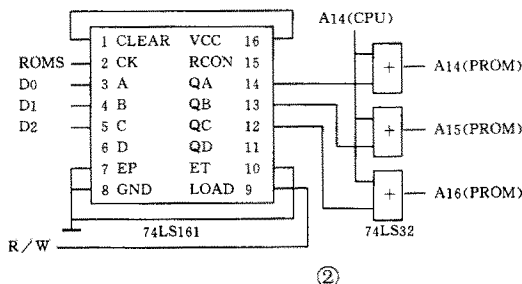 A14(CPU)
1 CLEAR VCC 16
ROMS 2 CK RCON 15
D0 3 A QA 14 + A14(PROM)
D1 4 B QB 13
D2 5 C QC 12 + A15(PROM)
6 D QD 11
7 EP ET 10
8 GND LOAD 9 + A16(PROM)
74LS161 74LS32
R/W
②